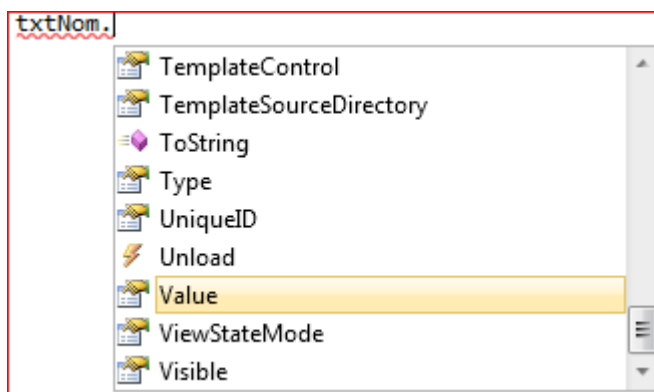 txtNom.
TemplateControl
TemplateSourceDirectory
ToString
Type
UniqueID
Unload
Value
ViewStateMode
Visible